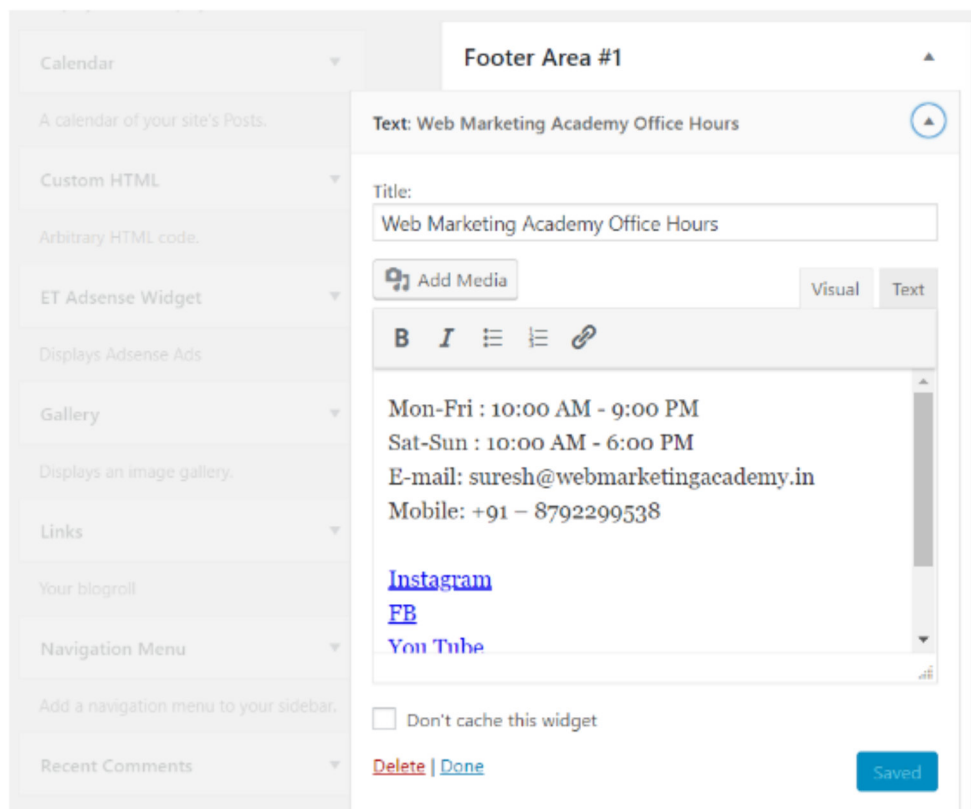 Calendar
A calendar of your site's Posts.
Custom HTML
Arbitrary HTML code.
ET Adsense Widget
Displays Adsense Ads
Gallery
Displays an image gallery.
Links
Your blogroll
Navigation Menu
Add a navigation menu to your sidebar.
Recent Comments
Footer Area #1
Text: Web Marketing Academy Office Hours
Title:
Web Marketing Academy Office Hours
Add Media
Visual Text
B I
Mon-Fri : 10:00 AM - 9:00 PM
Sat-Sun : 10:00 AM - 6:00 PM
E-mail: suresh@webmarketingacademy.in
Mobile: +91 – 8792299538
Instagram
FB
You Tube
Don't cache this widget
Delete | Done
Saved